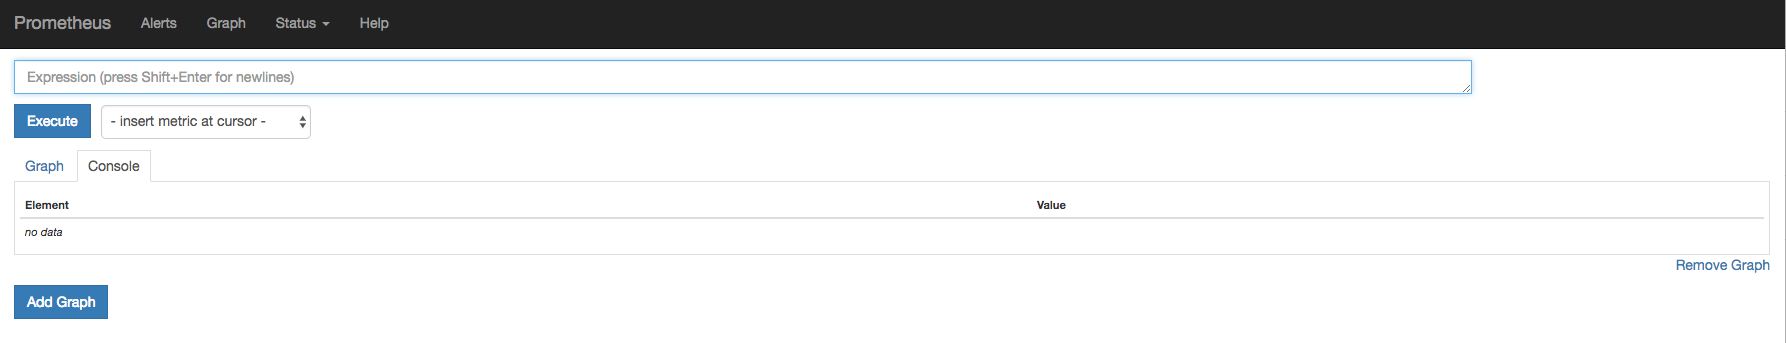 Prometheus Alerts Graph Status Help
Expression (press Shift+Enter for newlines)
Execute - insert metric at cursor -
Graph Console
Element Value
no data
Remove Graph
Add Graph